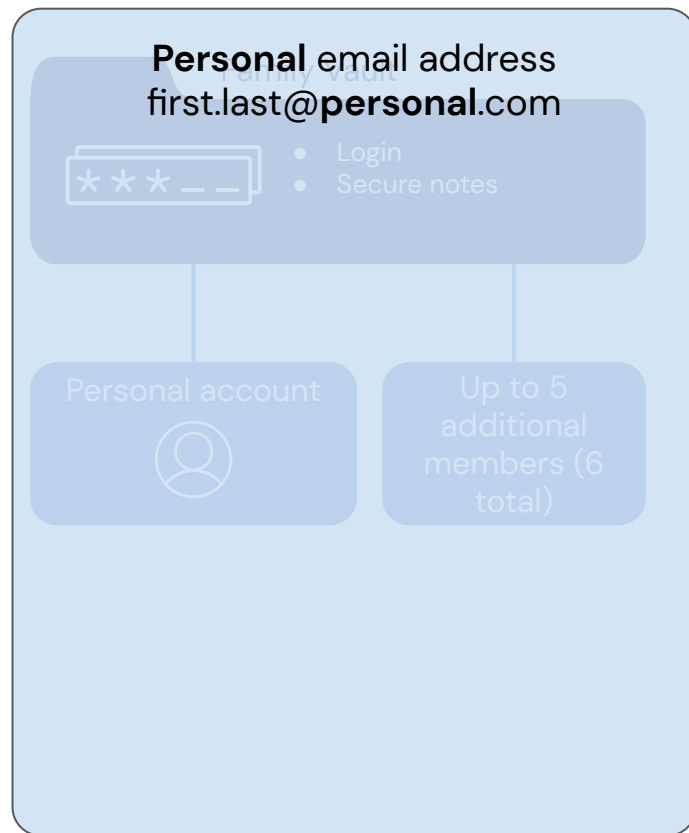 Personal email address
first.last@personal.com
Family Vault
***__
• Login
• Secure notes
Personal account
Up to 5
additional
members (6
total)